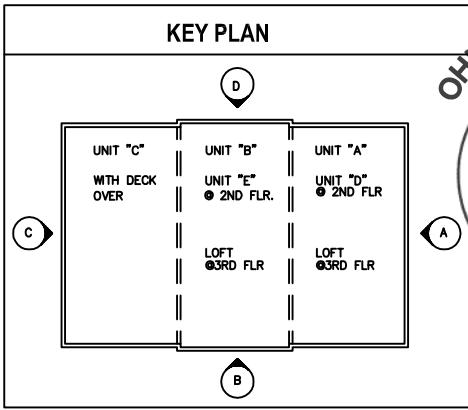 KEY PLAN
D
UNIT "C"
WITH DECK
OVER
UNIT "B"
UNIT "E"
@ 2ND FLR.
LOFT
@3RD FLR
UNIT "A"
UNIT "D"
@ 2ND FLR
LOFT
@3RD FLR
C
A
B